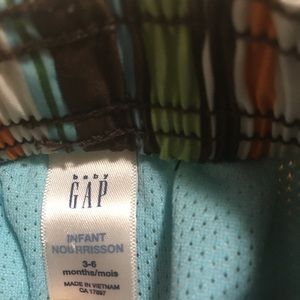 baby
GAP
INFANT
NOURRISSON
3-6
months/mois
MADE IN VIETNAM
CA 17897